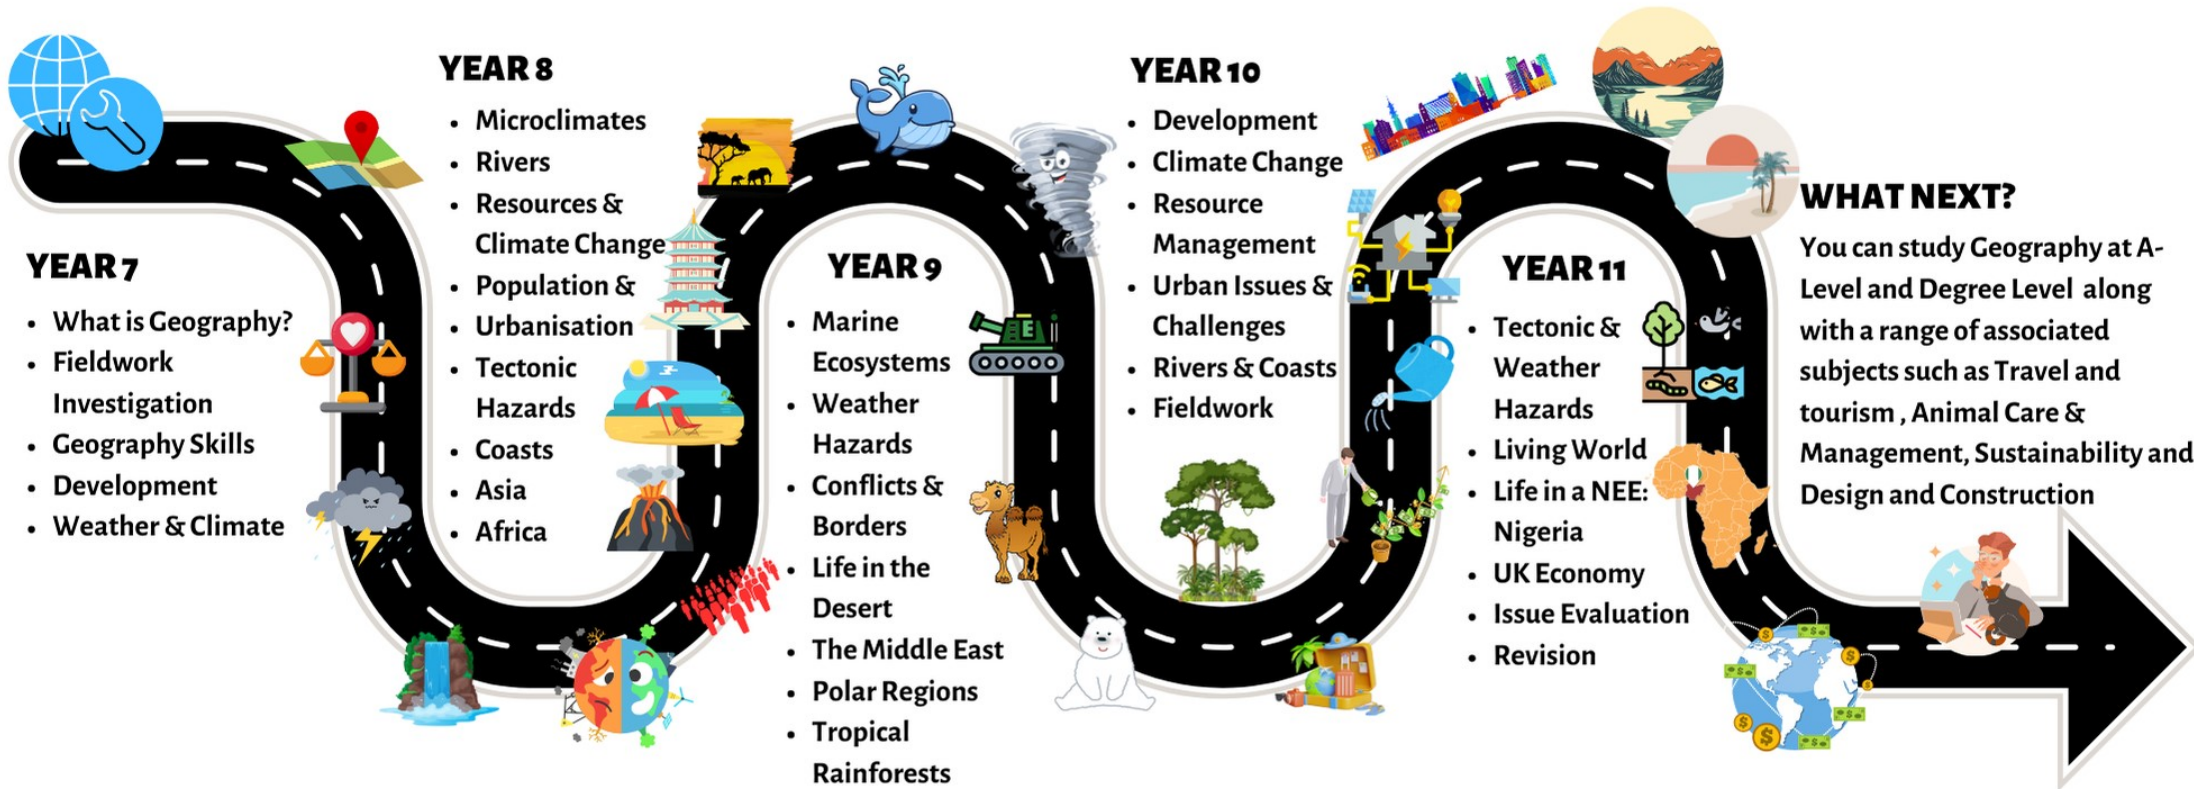 YEAR 7
• What is Geography?
• Fieldwork
Investigation
• Geography Skills
• Development
• Weather & Climate
YEAR 8
• Microclimates
• Rivers
• Resources &
Climate Change
• Population &
• Urbanisation
• Tectonic
Hazards
• Coasts
• Asia
• Africa
YEAR 9
• Marine
Ecosystems
• Weather
Hazards
• Conflicts &
Borders
• Life in the
Desert
• The Middle East
• Polar Regions
• Tropical
Rainforests
YEAR 10
• Development
• Climate Change
• Resource
Management
• Urban Issues &
Challenges
• Rivers & Coasts
• Fieldwork
YEAR 11
• Tectonic &
Weather
Hazards
• Living World
• Life in a NEE:
Nigeria
• UK Economy
• Issue Evaluation
• Revision
WHAT NEXT?
You can study Geography at A-
Level and Degree Level along
with a range of associated
subjects such as Travel and
tourism , Animal Care &
Management, Sustainability and
Design and Construction